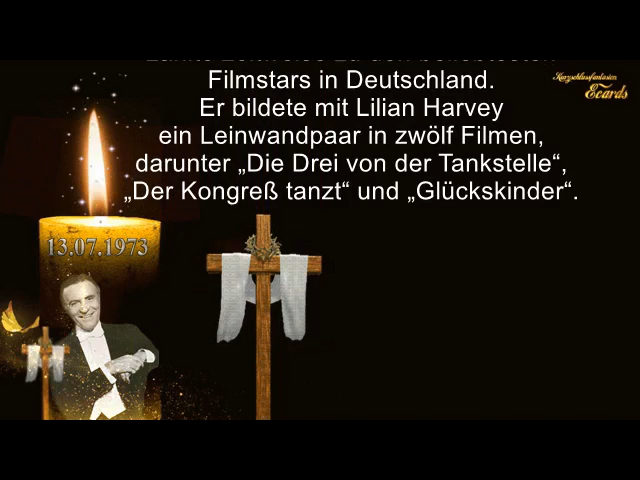 Filmstars in Deutschland.
Er bildete mit Lilian Harvey
ein Leinwandpaar in zwölf Filmen,
darunter „Die Drei von der Tankstelle“,
„Der Kongreß tanzt“ und „Glückskinder“.
Kurzschlussfantasien
Ecards
13.07.1973